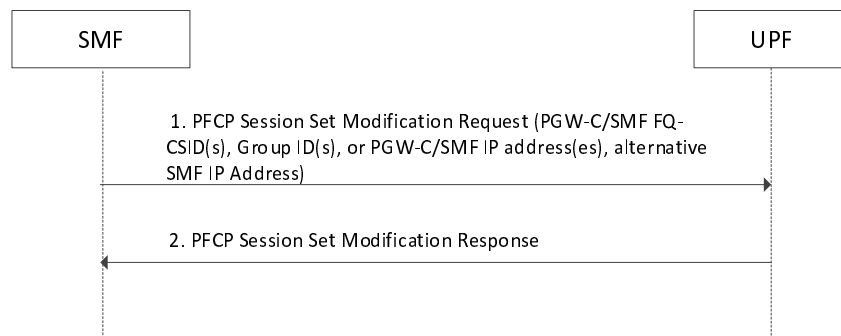 SMF
UPF
1. PFCP Session Set Modification Request (PGW-C/SMF FQ-
CSID(s), Group ID(s), or PGW-C/SMF IP address(es), alternative
SMF IP Address)
2. PFCP Session Set Modification Response